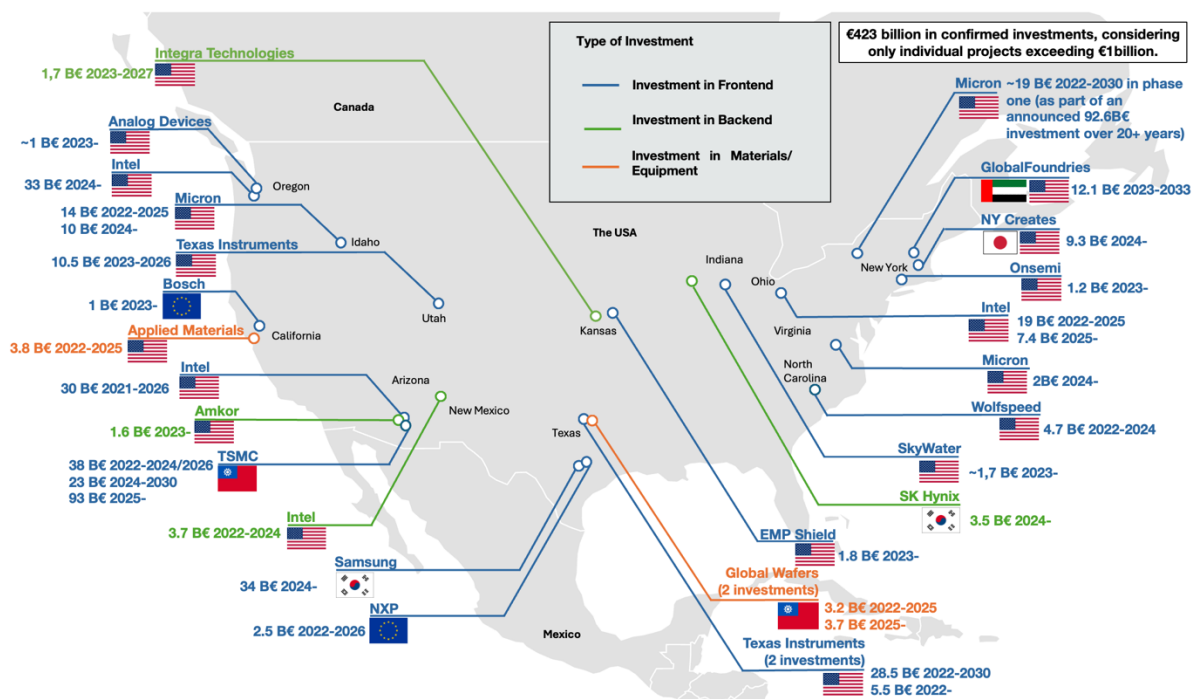 €423 billion in confirmed investments, considering
only individual projects exceeding €1billion.
Type of Investment
Investment in Frontend
Investment in Backend
Investment in Materials/
Equipment
Integra Technologies
1,7 B€ 2023-2027
Analog Devices
~1 B€ 2023-
Intel
33 B€ 2024-
Micron
14 B€ 2022-2025
10 B€ 2024-
Texas Instruments
10.5 B€ 2023-2026
Bosch
1 B€ 2023-
Applied Materials
3.8 B€ 2022-2025
Intel
30 B€ 2021-2026
Amkor
1.6 B€ 2023-
TSMC
38 B€ 2022-2024/2026
23 B€ 2024-2030
93 B€ 2025-
Intel
3.7 B€ 2022-2024
Samsung
34 B€ 2024-
NXP
2.5 B€ 2022-2026
Canada
The USA
Mexico
Oregon
Idaho
Utah
California
Arizona
New Mexico
Texas
Kansas
Indiana
Ohio
Virginia
North
Carolina
New York
Micron ~19 B€ 2022-2030 in phase
one (as part of an
announced 92.6B€
investment over 20+ years)
GlobalFoundries
12.1 B€ 2023-2033
NY Creates
9.3 B€ 2024-
Onsemi
1.2 B€ 2023-
Intel
19 B€ 2022-2025
7.4 B€ 2025-
Micron
2B€ 2024-
Wolfspeed
4.7 B€ 2022-2024
SkyWater
~1,7 B€ 2023-
SK Hynix
3.5 B€ 2024-
EMP Shield
1.8 B€ 2023-
Global Wafers
(2 investments)
3.2 B€ 2022-2025
3.7 B€ 2025-
Texas Instruments
(2 investments)
28.5 B€ 2022-2030
5.5 B€ 2022-